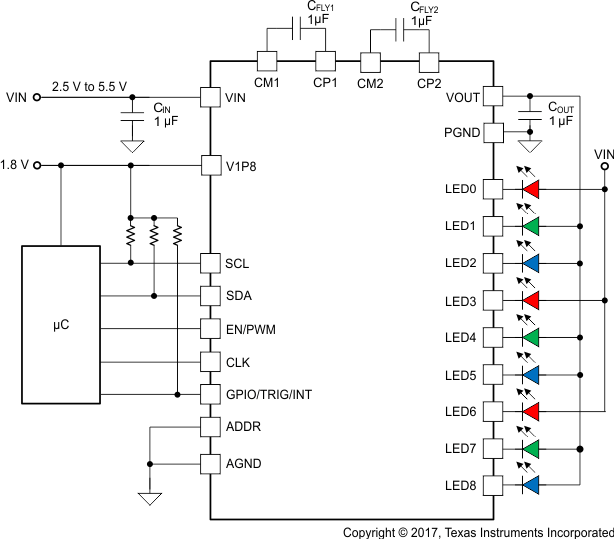 CFLY1
1µF
CFLY2
1µF
CM1
CP1
CM2
CP2
2.5 V to 5.5 V
VIN
CIN
1 µF
VIN
VOUT
COUT
1 µF
PGND
VIN
1.8 V
V1P8
LED0
LED1
LED2
LED3
LED4
LED5
LED6
LED7
LED8
µC
SCL
SDA
EN/PWM
CLK
GPIO/TRIG/INT
ADDR
AGND
Copyright © 2017, Texas Instruments Incorporated